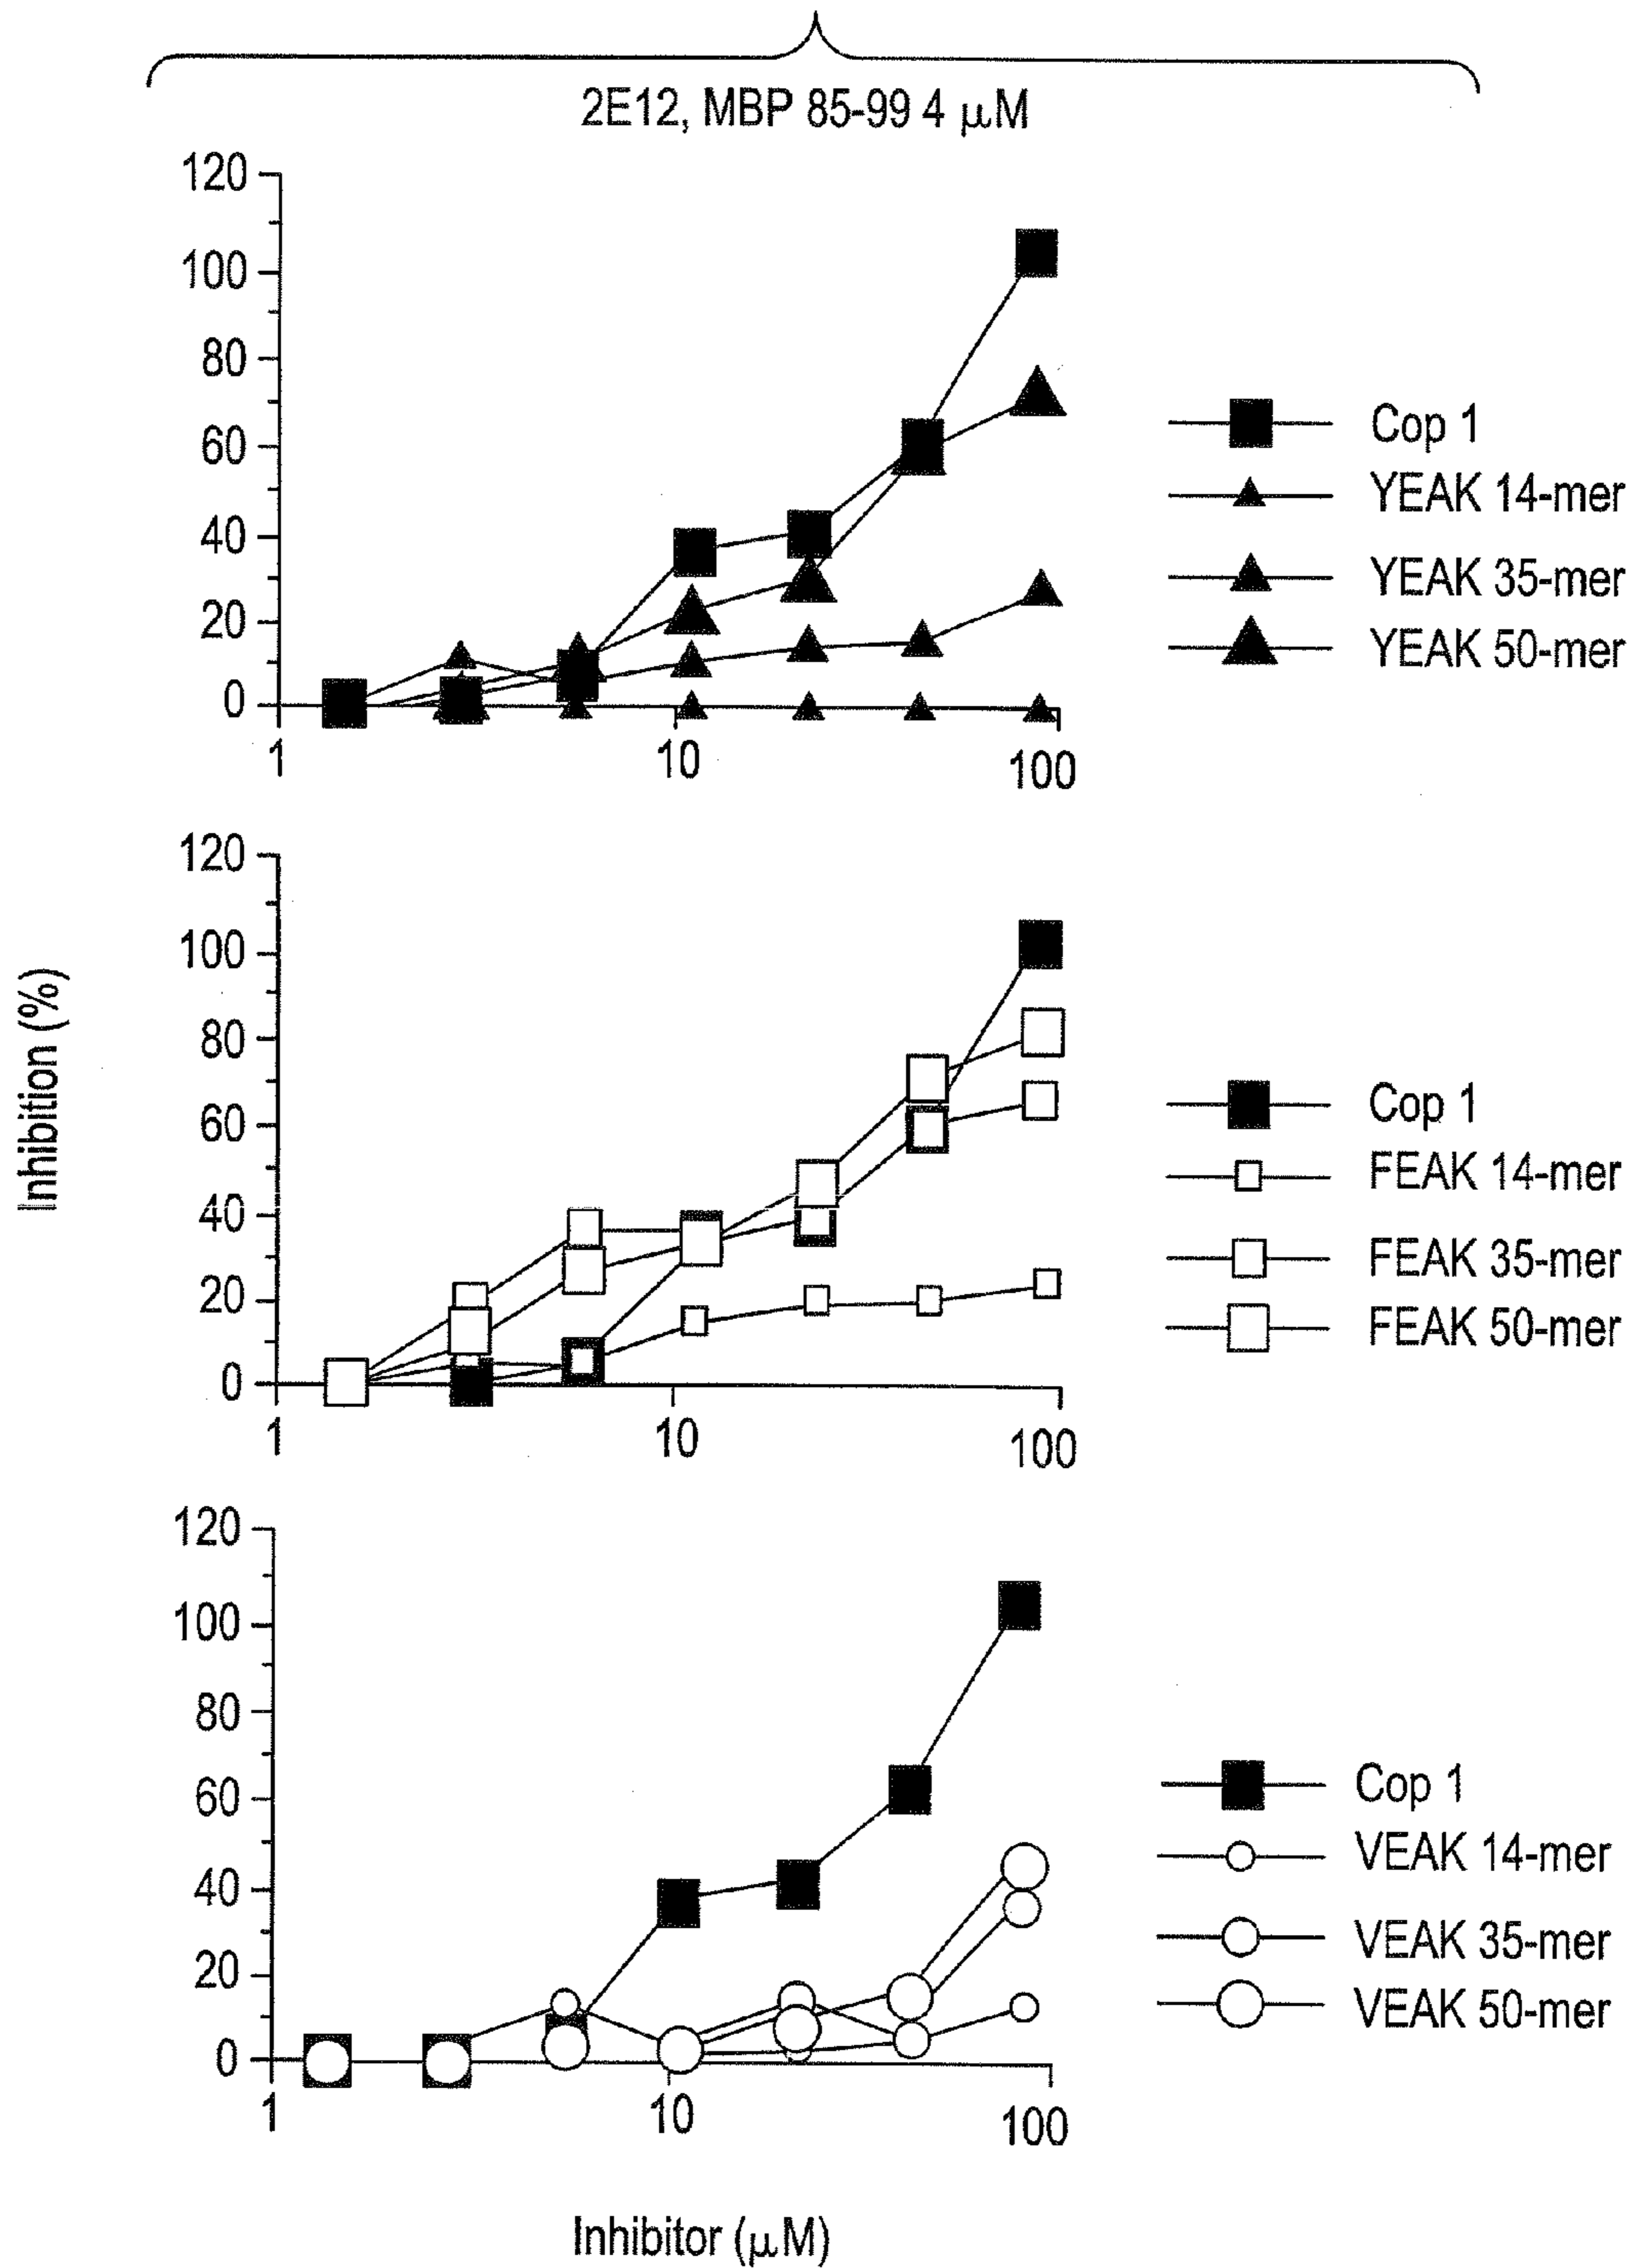 2E12, MBP 85-99 4 μM
120
100
80
60
40
20
0
1
10
100
Cop 1
YEAK 14-mer
YEAK 35-mer
YEAK 50-mer
Inhibition (%)
120
100
80
60
40
20
0
1
10
100
Cop 1
FEAK 14-mer
FEAK 35-mer
FEAK 50-mer
120
100
80
60
40
20
0
1
10
100
Cop 1
VEAK 14-mer
VEAK 35-mer
VEAK 50-mer
Inhibitor (μM)